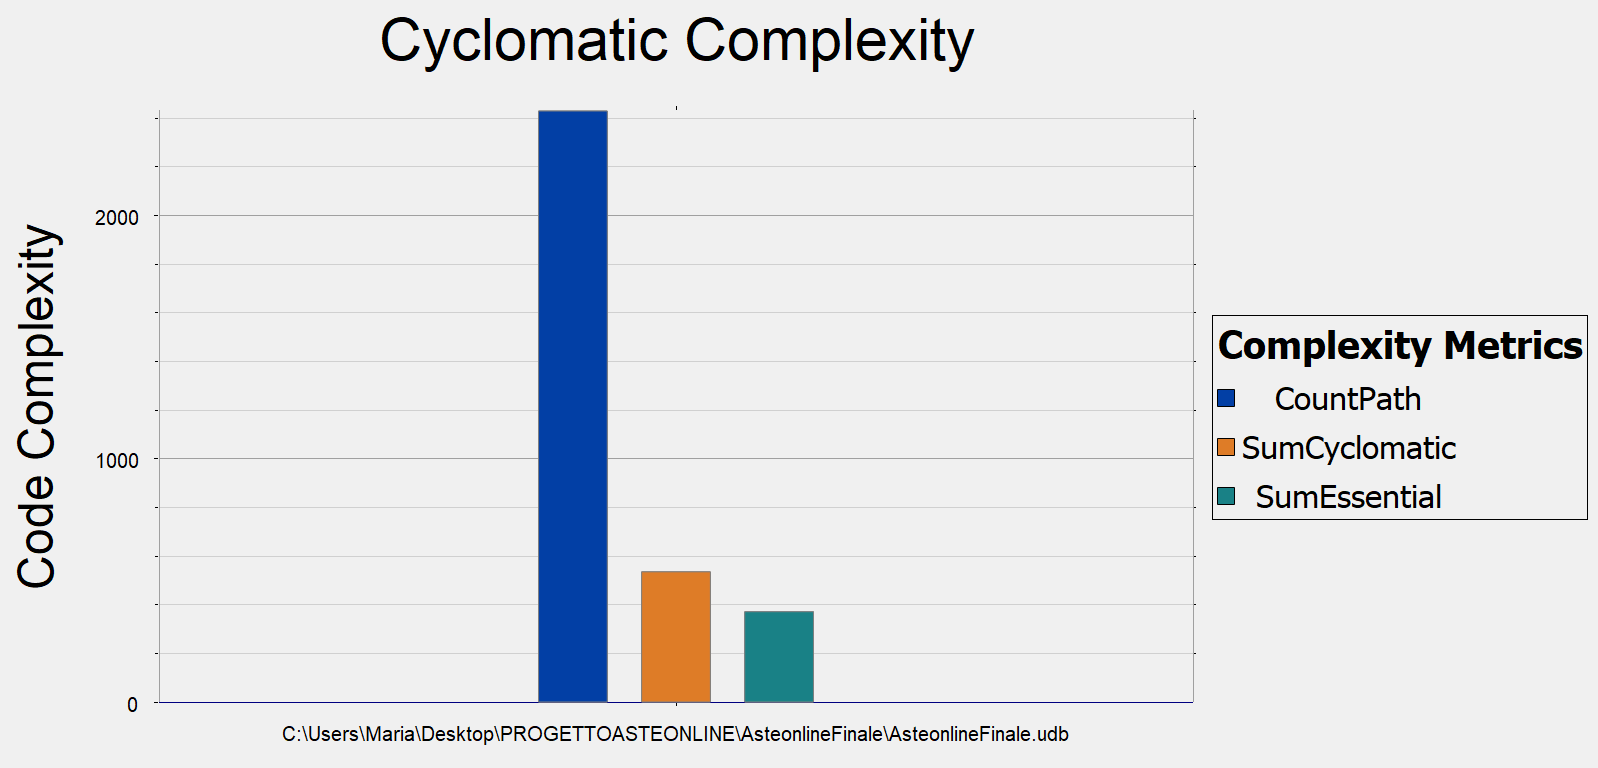 Cyclomatic Complexity
Code Complexity
2000
1000
0
C:\Users\Maria\Desktop\PROGETTOASTEONLINE\AsteonlineFinale\AsteonlineFinale.udb
Complexity Metrics
CountPath
SumCyclomatic
SumEssential